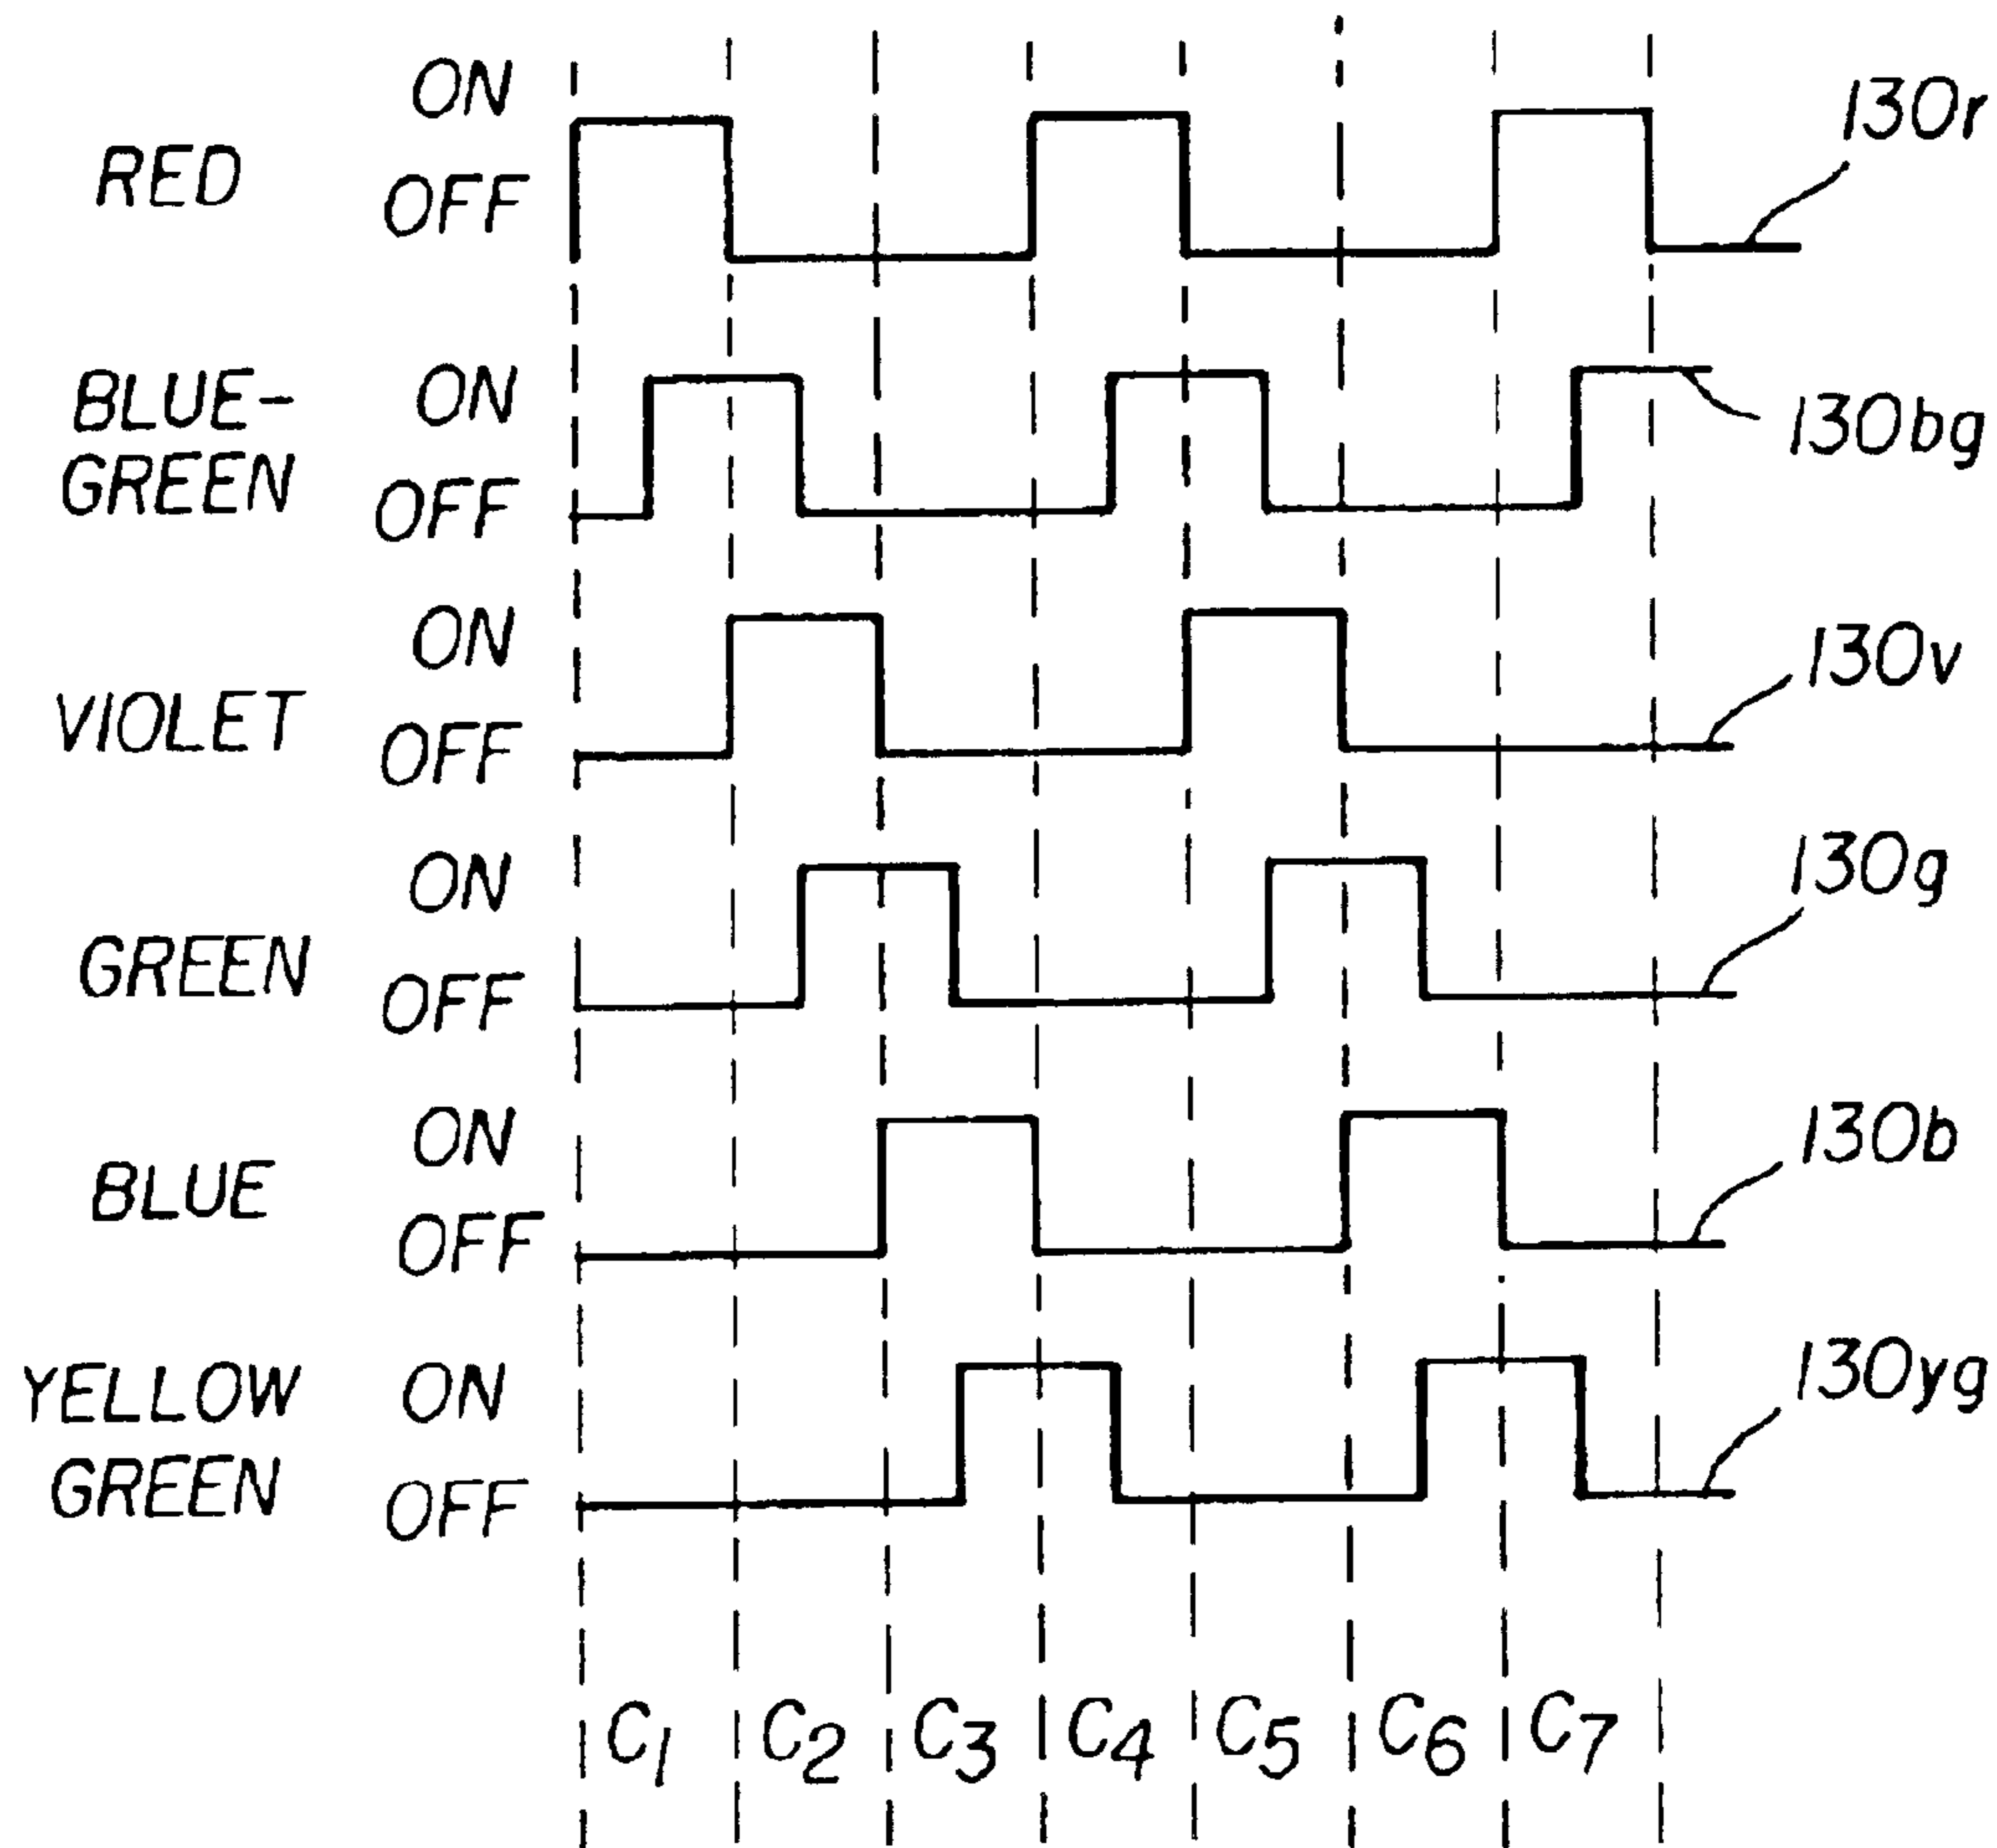 ON
RED
OFF
130r
BLUE-
GREEN
ON
OFF
130bg
ON
VIOLET
OFF
130v
ON
GREEN
OFF
130g
ON
BLUE
OFF
130b
YELLOW
GREEN
ON
OFF
130yg
C1 C2 C3 C4 C5 C6 C7